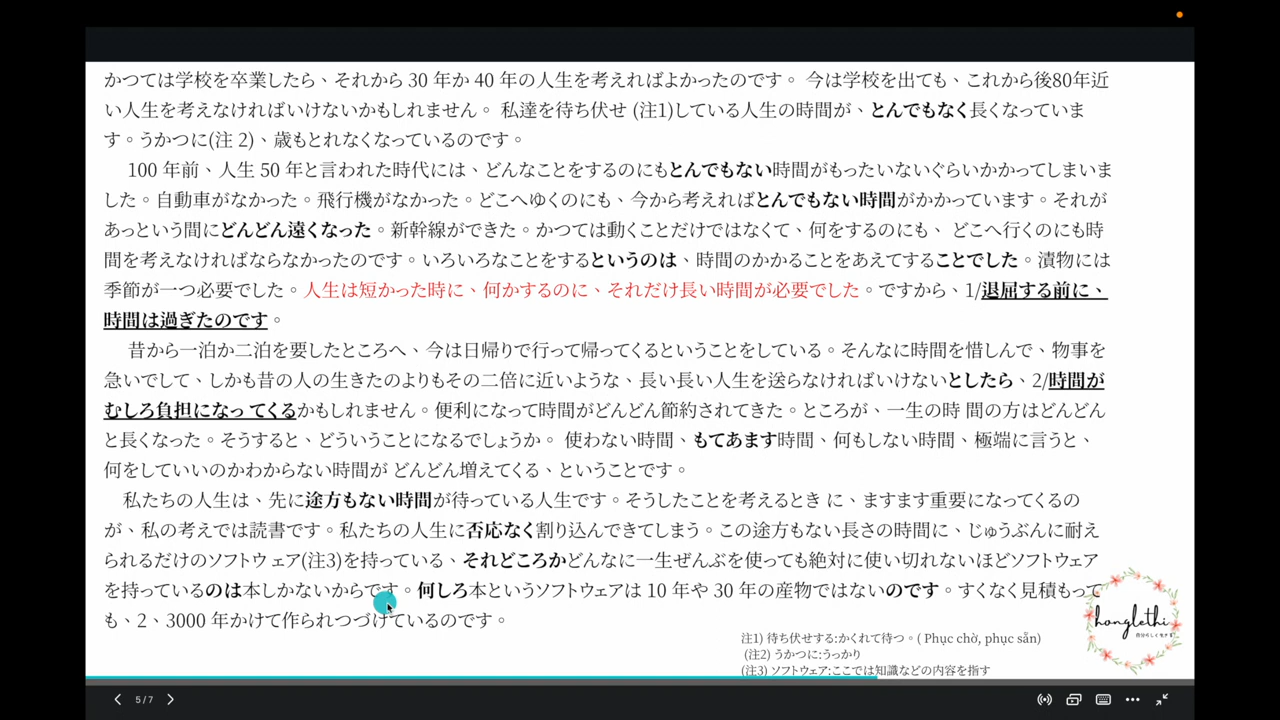 かつては学校を卒業したら、それから 30 年か 40 年の人生を考えればよかったのです。 今は学校を出ても、これから後80年近
い人生を考えなければいけないかもしれません。 私達を待ち伏せ (注1)している人生の時間が、とんでもなく長くなっていま
す。うかつに(注 2)、歳もとれなくなっているのです。
100 年前、人生 50 年と言われた時代には、どんなことをするのにもとんでもない時間がもったいないぐらいかかってしまいま
した。自動車がなかった。飛行機がなかった。どこへゆくのにも、今から考えればとんでもない時間がかかっています。それが
あっという間にどんどん遠くなった。新幹線ができた。かつては動くことだけではなくて、何をするのにも、 どこへ行くのにも時
間を考えなければならなかったのです。いろいろなことをするというのは、時間のかかることをあえてすることでした。漬物には
季節が一つ必要でした。人生は短かった時に、何かするのに、それだけ長い時間が必要でした。ですから、1/退屈する前に、
時間は過ぎたのです。
昔から一泊か二泊を要したところへ、今は日帰りで行って帰ってくるということをしている。そんなに時間を惜しんで、物事を
急いでして、しかも昔の人の生きたのよりもその二倍に近いような、長い長い人生を送らなければいけないとしたら、2/時間が
むしろ負担になっ てくるかもしれません。便利になって時間がどんどん節約されてきた。ところが、一生の時 間の方はどんどん
と長くなった。そうすると、どういうことになるでしょうか。 使わない時間、もてあます時間、何もしない時間、極端に言うと、
何をしていいのかわからない時間が どんどん増えてくる、ということです。
私たちの人生は、先に途方もない時間が待っている人生です。そうしたことを考えるとき に、ますます重要になってくるの
が、私の考えでは読書です。私たちの人生に否応なく割り込んできてしまう。この途方もない長さの時間に、じゅうぶんに耐え
られるだけのソフトウェア(注3)を持っている、それどころかどんなに一生ぜんぶを使っても絶対に使い切れないほどソフトウェア
を持っているのは本しかないからです。何しろ本というソフトウェアは 10 年や 30 年の産物ではないのです。すくなく見積もって
も、2、3000 年かけて作られつづけているのです。
注1) 待ち伏せする:かくれて待つ。( Phục chờ, phục sẵn)
(注2) うかつに:うっかり
(注3) ソフトウェア:ここでは知識などの内容を指す
honglethi
自分らしく生きる
5/7